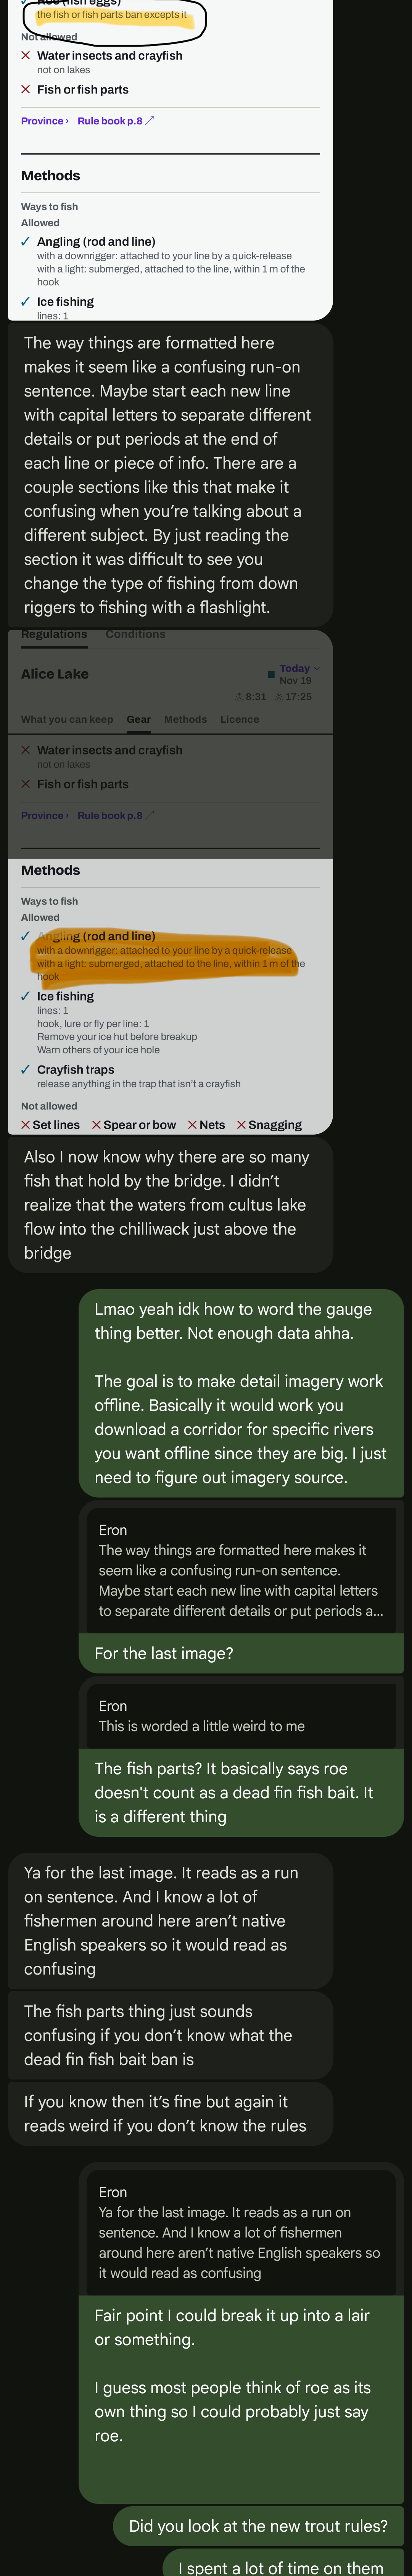 Roe (fish eggs)
the fish or fish parts ban excepts it
Not allowed
Water insects and crayfish
not on lakes
Fish or fish parts
Province › Rule book p.8 ↗
Methods
Ways to fish
Allowed
Angling (rod and line)
with a downrigger: attached to your line by a quick-release
with a light: submerged, attached to the line, within 1 m of the
hook
Ice fishing
lines: 1
The way things are formatted here
makes it seem like a confusing run-on
sentence. Maybe start each new line
with capital letters to separate different
details or put periods at the end of
each line or piece of info. There are a
couple sections like this that make it
confusing when you’re talking about a
different subject. By just reading the
section it was difficult to see you
change the type of fishing from down
riggers to fishing with a flashlight.
Regulations Conditions
Alice Lake
Today
Nov 19
8:31 17:25
What you can keep Gear Methods Licence
Water insects and crayfish
not on lakes
Fish or fish parts
Province › Rule book p.8 ↗
Methods
Ways to fish
Allowed
Angling (rod and line)
with a downrigger: attached to your line by a quick-release
with a light: submerged, attached to the line, within 1 m of the
hook
Ice fishing
lines: 1
hook, lure or fly per line: 1
Remove your ice hut before breakup
Warn others of your ice hole
Crayfish traps
release anything in the trap that isn’t a crayfish
Not allowed
Set lines Spear or bow Nets Snagging
Also I now know why there are so many
fish that hold by the bridge. I didn’t
realize that the waters from cultus lake
flow into the chilliwack just above the
bridge
Lmao yeah idk how to word the gauge
thing better. Not enough data ahha.
The goal is to make detail imagery work
offline. Basically it would work you
download a corridor for specific rivers
you want offline since they are big. I just
need to figure out imagery source.
Eron
The way things are formatted here makes it
seem like a confusing run-on sentence.
Maybe start each new line with capital letters
to separate different details or put periods a...
For the last image?
Eron
This is worded a little weird to me
The fish parts? It basically says roe
doesn't count as a dead fin fish bait. It
is a different thing
Ya for the last image. It reads as a run
on sentence. And I know a lot of
fishermen around here aren’t native
English speakers so it would read as
confusing
The fish parts thing just sounds
confusing if you don’t know what the
dead fin fish bait ban is
If you know then it’s fine but again it
reads weird if you don’t know the rules
Eron
Ya for the last image. It reads as a run on
sentence. And I know a lot of fishermen
around here aren’t native English speakers so
it would read as confusing
Fair point I could break it up into a lair
or something.
I guess most people think of roe as its
own thing so I could probably just say
roe.
Did you look at the new trout rules?
I spent a lot of time on them